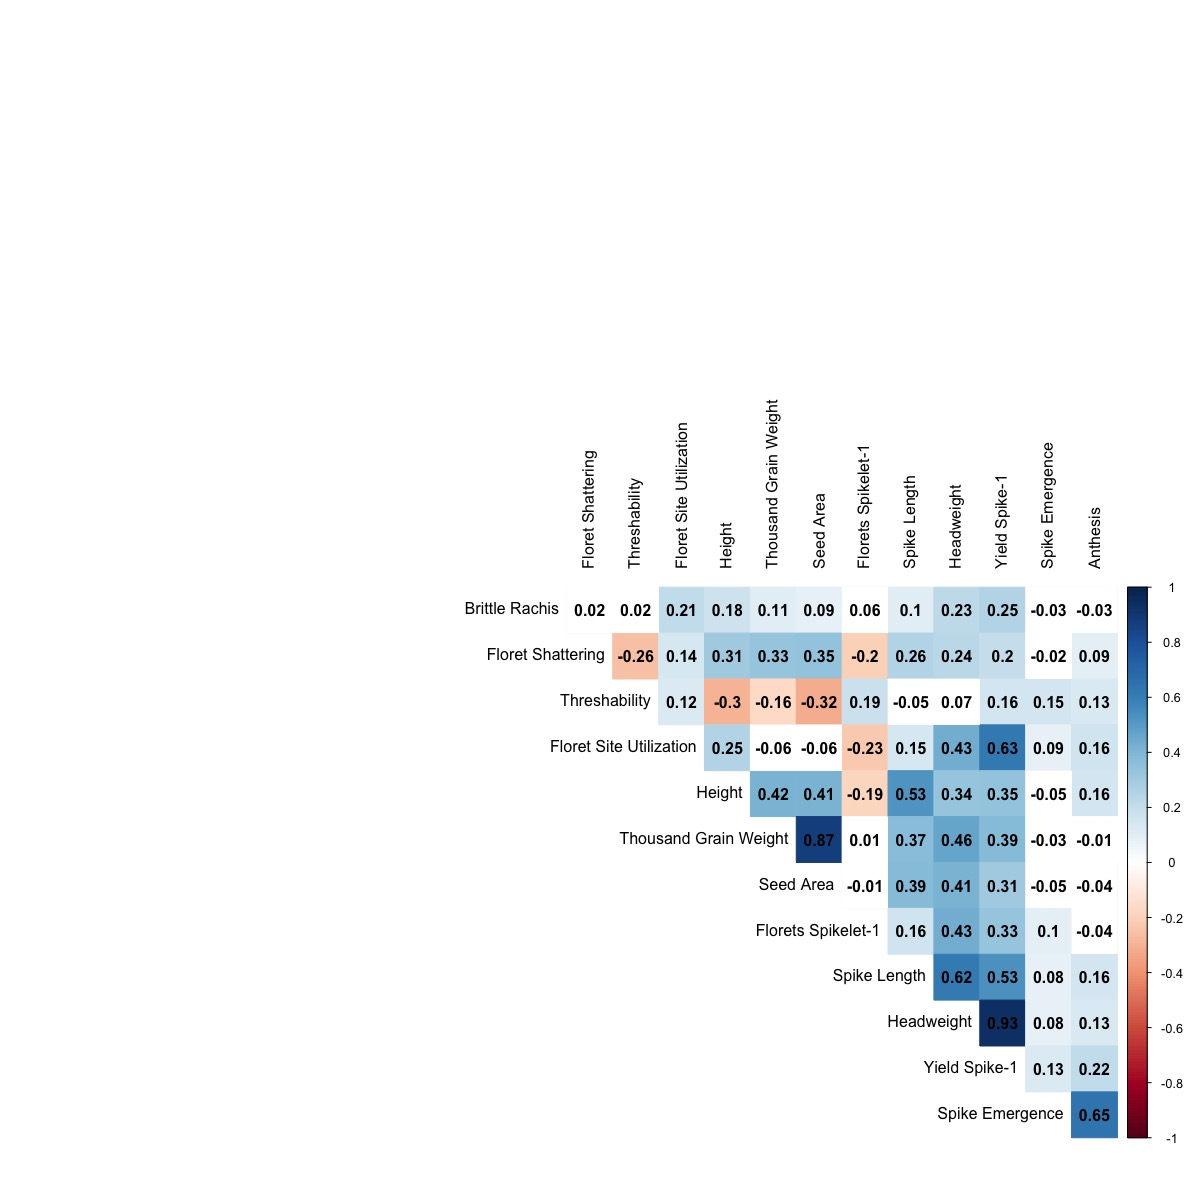 Floret Shattering
Threshability
Floret Site Utilization
Height
Thousand Grain Weight
Seed Area
Florets Spikelet-1
Spike Length
Headweight
Yield Spike-1
Spike Emergence
Anthesis
Brittle Rachis 0.02 0.02 0.21 0.18 0.11 0.09 0.06 0.1 0.23 0.25 -0.03 -0.03
Floret Shattering -0.26 0.14 0.31 0.33 0.35 -0.2 0.26 0.24 0.2 -0.02 0.09
Threshability 0.12 -0.3 -0.16 -0.32 0.19 -0.05 0.07 0.16 0.15 0.13
Floret Site Utilization 0.25 -0.06 -0.06 -0.23 0.15 0.43 0.63 0.09 0.16
Height 0.42 0.41 -0.19 0.53 0.34 0.35 -0.05 0.16
Thousand Grain Weight 0.87 0.01 0.37 0.46 0.39 -0.03 -0.01
Seed Area -0.01 0.39 0.41 0.31 -0.05 -0.04
Florets Spikelet-1 0.16 0.43 0.33 0.1 -0.04
Spike Length 0.62 0.53 0.08 0.16
Headweight 0.93 0.08 0.13
Yield Spike-1 0.13 0.22
Spike Emergence 0.65
1
0.8
0.6
0.4
0.2
0
-0.2
-0.4
-0.6
-0.8
-1